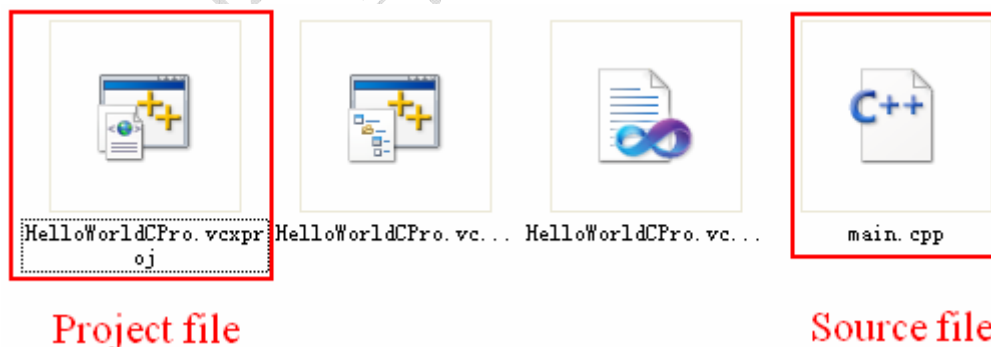 C++
HelloWorldCPro.vcxpr
oj
HelloWorldCPro.vc...
HelloWorldCPro.vc...
main.cpp
Project file
Source file